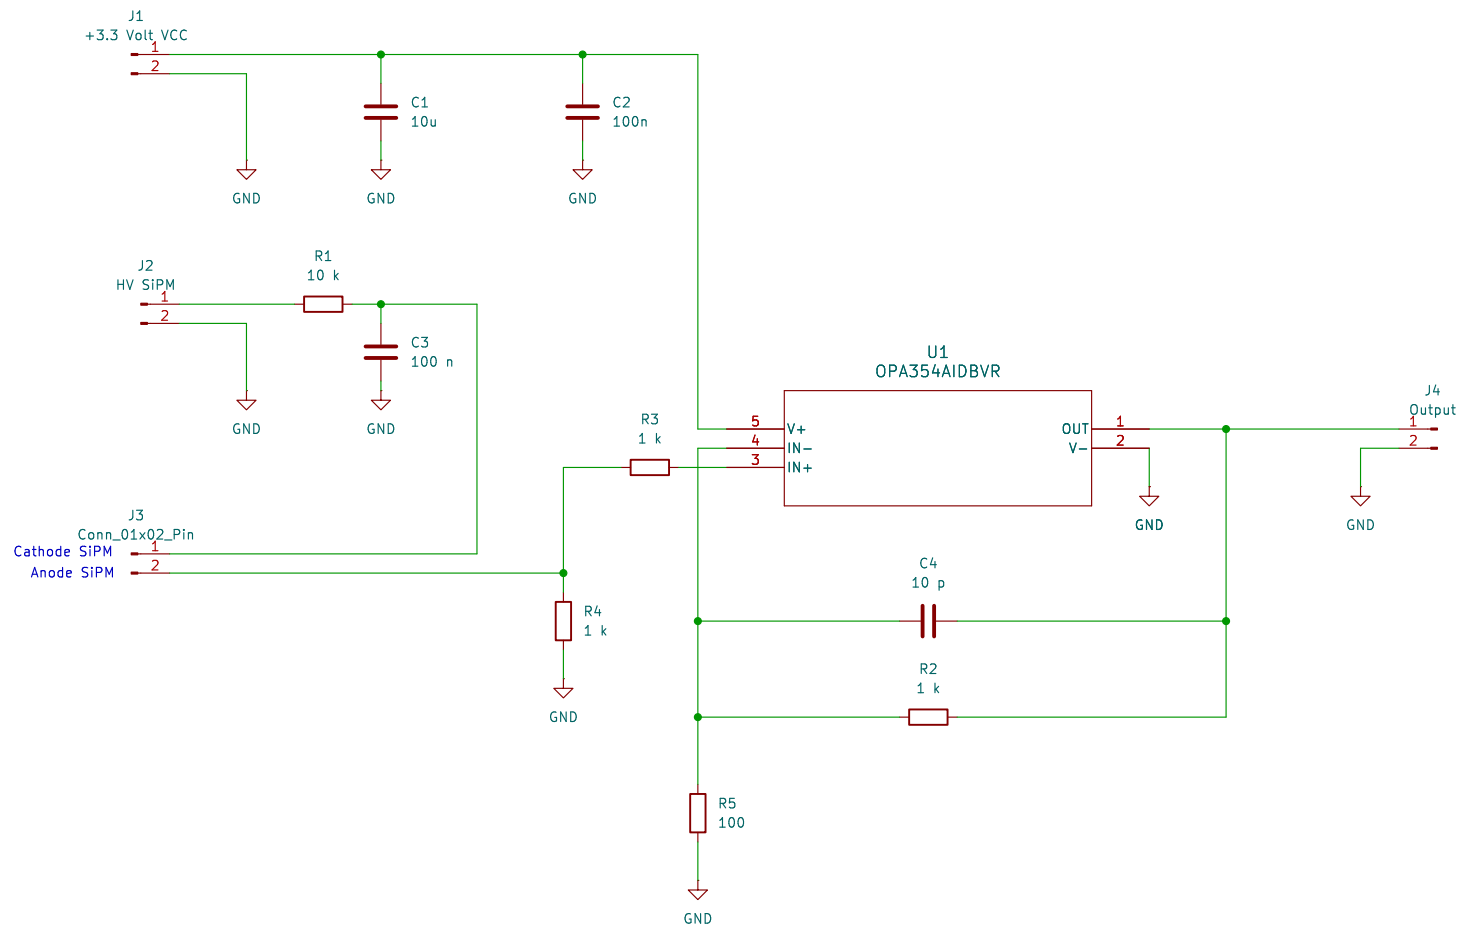 J1
+3.3 Volt VCC
1
2
C1
10u
C2
100n
GND
GND
GND
J2
HV SiPM
1
2
R1
10 k
C3
100 n
GND
GND
U1
OPA354AIDBVR
R3
1 k
5
4
3
V+
IN-
IN+
OUT
V-
1
2
J4
Output
1
2
GND
GND
J3
Conn_01x02_Pin
Cathode SiPM
1
Anode SiPM
2
C4
10 p
R4
1 k
R2
1 k
GND
R5
100
GND